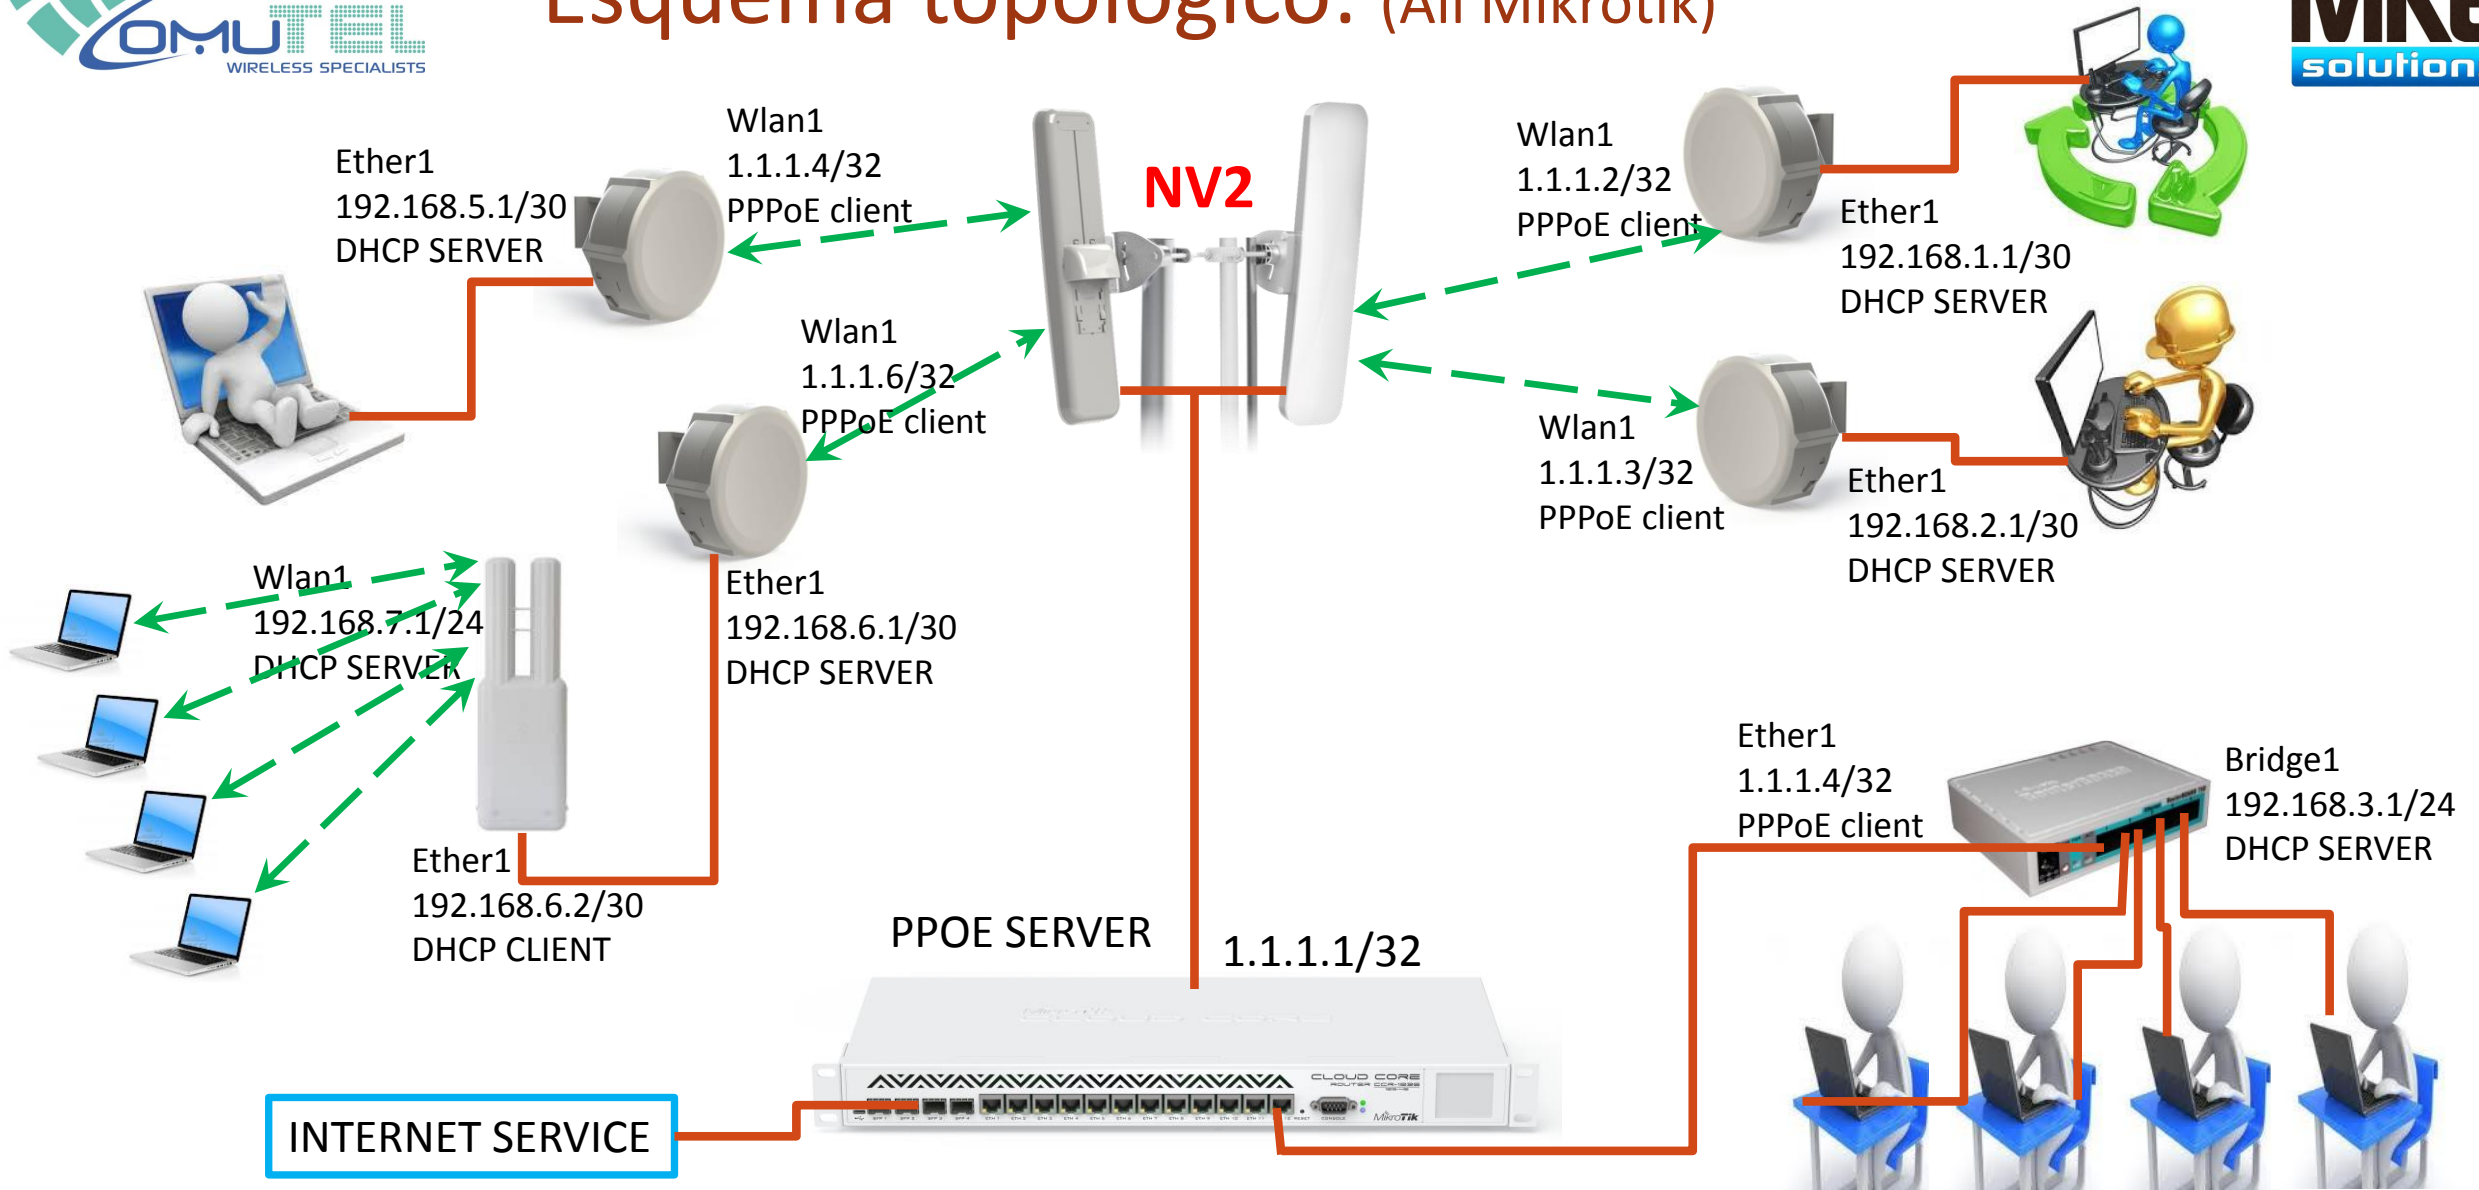 Esquema topologico: (All Mikrotik)
OMUTEL
WIRELESS SPECIALISTS
solution
Wlan1
1.1.1.4/32
PPPoE client
Ether1
192.168.5.1/30
DHCP SERVER
NV2
Wlan1
1.1.1.2/32
PPPoE client
Ether1
192.168.1.1/30
DHCP SERVER
Wlan1
1.1.1.6/32
PPPoE client
Wlan1
1.1.1.3/32
PPPoE client
Ether1
192.168.2.1/30
DHCP SERVER
Wlan1
192.168.7.1/24
DHCP SERVER
Ether1
192.168.6.1/30
DHCP SERVER
Ether1
192.168.6.2/30
DHCP CLIENT
PPOE SERVER
1.1.1.1/32
Ether1
1.1.1.4/32
PPPoE client
Bridge1
192.168.3.1/24
DHCP SERVER
CLOUD CORE
MikroTik
INTERNET SERVICE